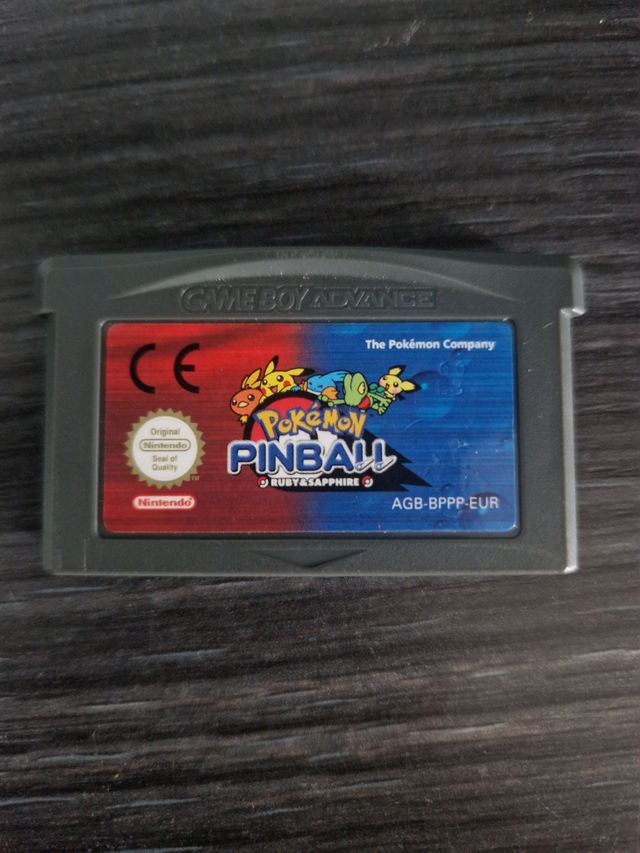 GAME BOY ADVANCE
CE
The Pokémon Company
POKéMON
PINBALL
RUBY & SAPPHIRE
Original
Nintendo
Seal of
Quality
TM
Nintendo
AGB-BPPP-EUR